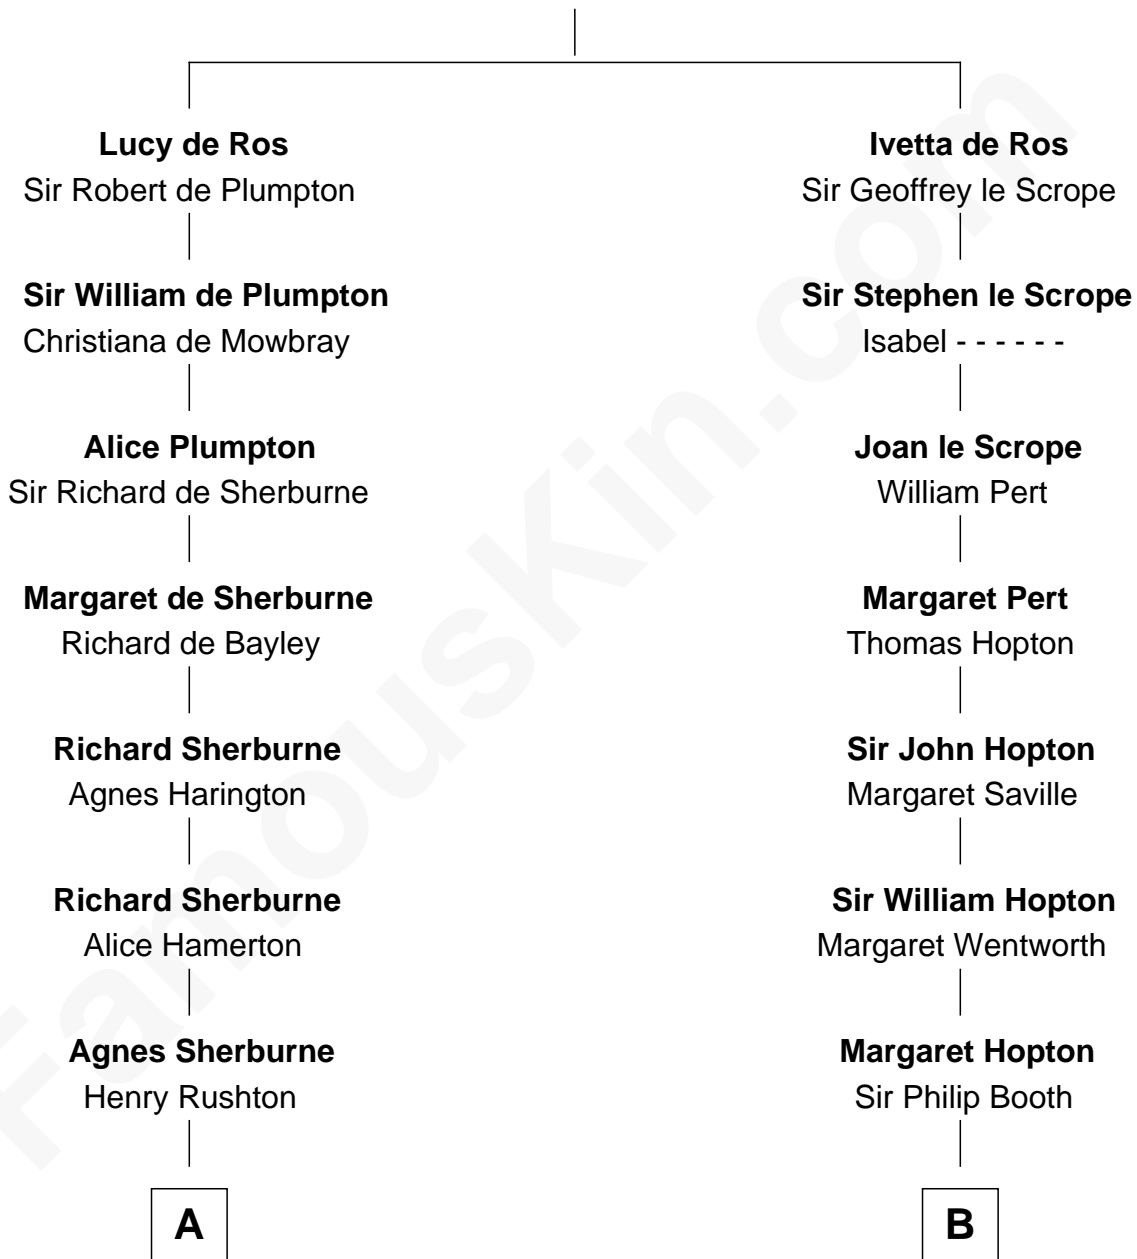 Lucy de Ros
Sir Robert de Plumpton
Sir William de Plumpton
Christiana de Mowbray
Alice Plumpton
Sir Richard de Sherburne
Margaret de Sherburne
Richard de Bayley
Richard Sherburne
Agnes Harington
Richard Sherburne
Alice Hamerton
Agnes Sherburne
Henry Rushton
A
Ivetta de Ros
Sir Geoffrey le Scrope
Sir Stephen le Scrope
Isabel - - - - - -
Joan le Scrope
William Pert
Margaret Pert
Thomas Hopton
Sir John Hopton
Margaret Saville
Sir William Hopton
Margaret Wentworth
Margaret Hopton
Sir Philip Booth
B
FamousKin.com